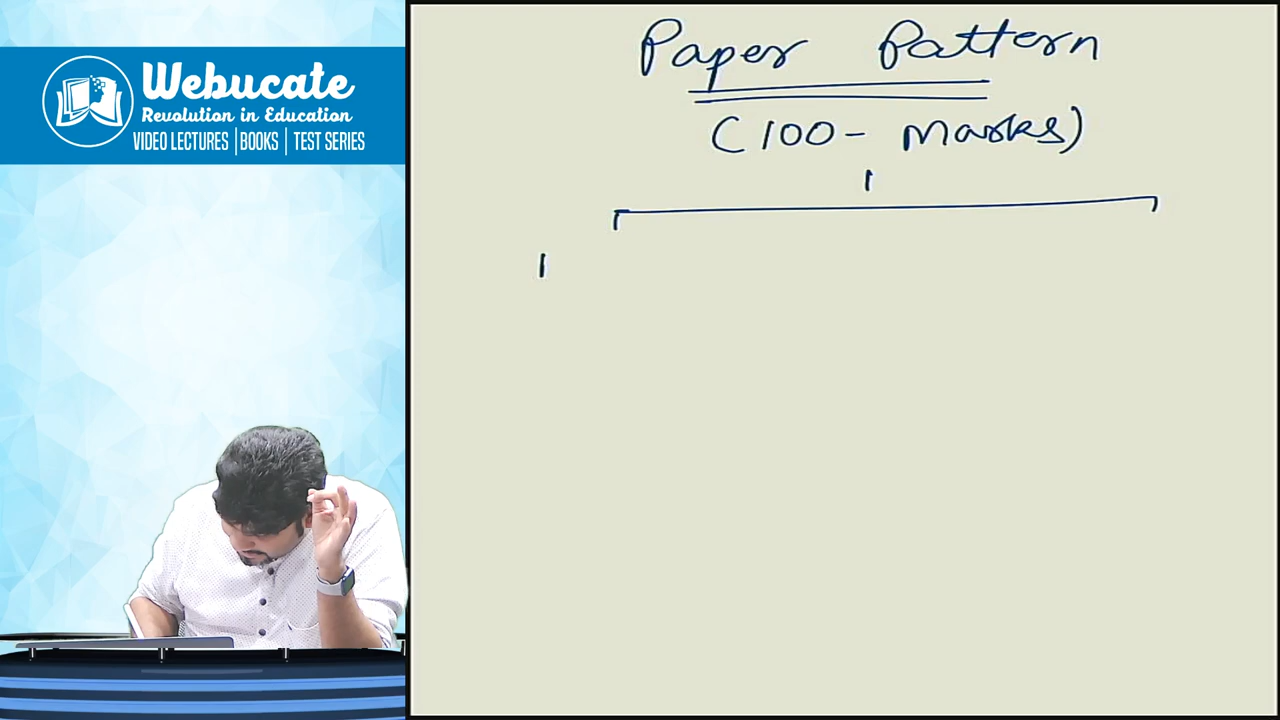 Webucate
Revolution in Education
VIDEO LECTURES | BOOKS | TEST SERIES
Paper Pattern
(100 - Marks)